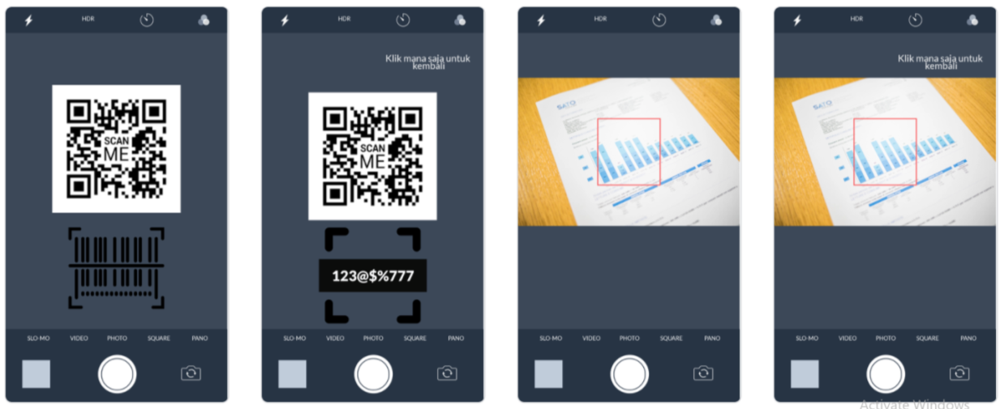 HDR
SCAN
ME
SLO-MO VIDEO PHOTO SQUARE PANO
HDR
Klik mana saja untuk
kembali
SCAN
ME
123@$%777
SLO-MO VIDEO PHOTO SQUARE PANO
HDR
SATO
SLO-MO VIDEO PHOTO SQUARE PANO
HDR
Klik mana saja untuk
kembali
SATO
SLO-MO VIDEO PHOTO SQUARE PANO
Activate Windows